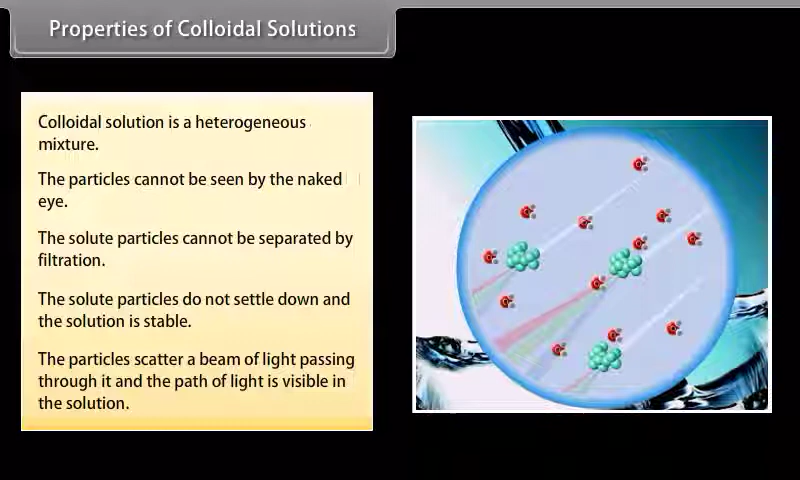 Properties of Colloidal Solutions
Colloidal solution is a heterogeneous
mixture.
The particles cannot be seen by the naked
eye.
The solute particles cannot be separated by
filtration.
The solute particles do not settle down and
the solution is stable.
The particles scatter a beam of light passing
through it and the path of light is visible in
the solution.